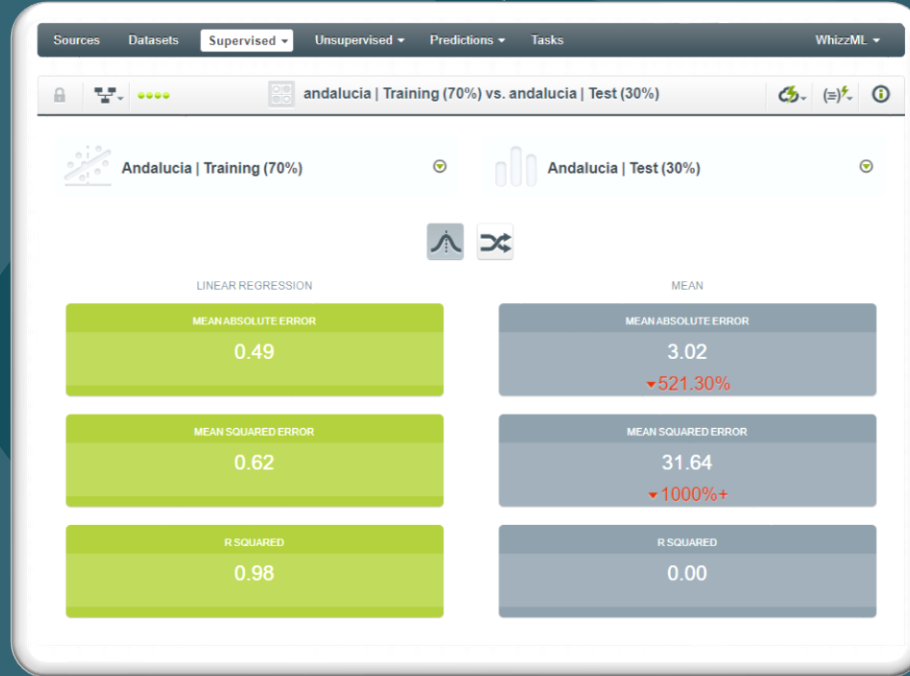 Sources Datasets Supervised Unsupervised Predictions Tasks WhizzML
andalucia | Training (70%) vs. andalucia | Test (30%)
Andalucia | Training (70%)
Andalucia | Test (30%)
LINEAR REGRESSION
MEAN ABSOLUTE ERROR
0.49
MEAN SQUARED ERROR
0.62
R SQUARED
0.98
MEAN
MEAN ABSOLUTE ERROR
3.02
521.30%
MEAN SQUARED ERROR
31.64
1000%+
R SQUARED
0.00